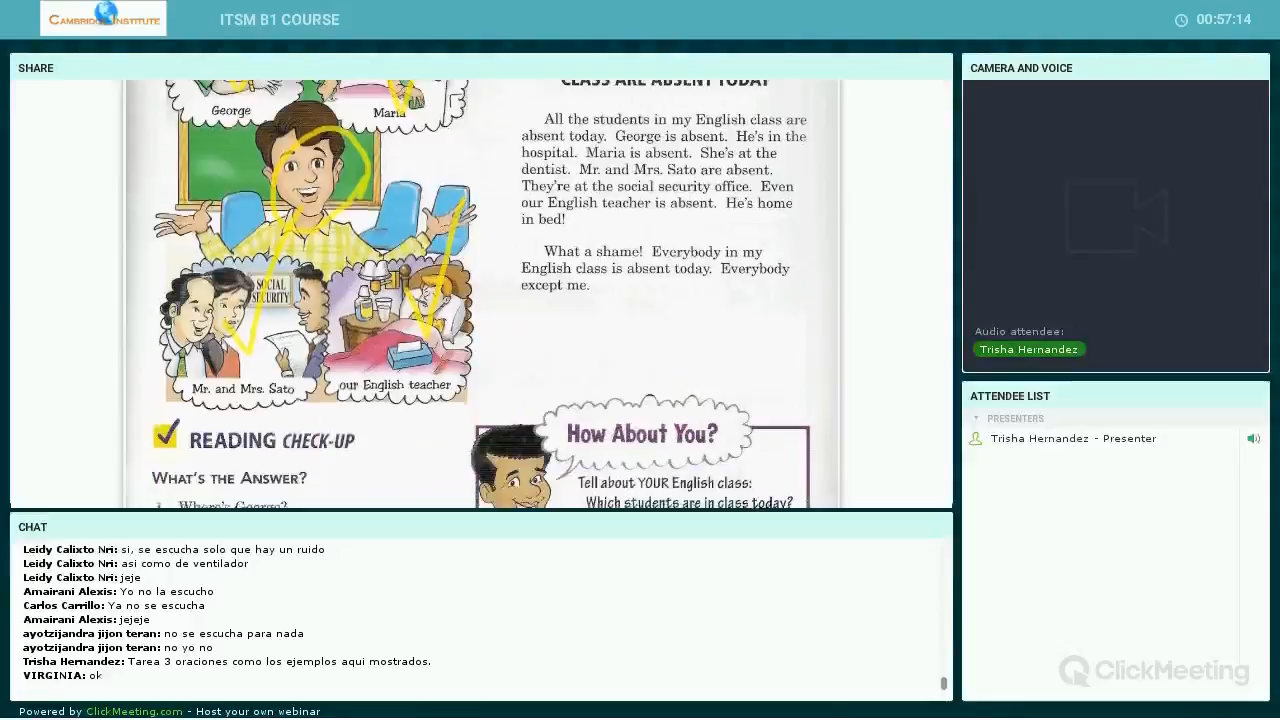 CAMBRIDGE INSTITUTE
ITSM B1 COURSE
00:57:14
SHARE
CAMERA AND VOICE
George
Maria
CLASS ARE ABSENT TODAY
All the students in my English class are
absent today. George is absent. He's in the
hospital. Maria is absent. She's at the
dentist. Mr. and Mrs. Sato are absent.
They're at the social security office. Even
our English teacher is absent. He's home
in bed!
What a shame! Everybody in my
English class is absent today. Everybody
except me.
SOCIAL
SECURITY
Mr. and Mrs. Sato
our English teacher
READING CHECK-UP
WHAT'S THE ANSWER?
1. Where's George?
How About You?
Tell about YOUR English class:
Which students are in class today?
Audio attendee:
Trisha Hernandez
ATTENDEE LIST
PRESENTERS
Trisha Hernandez - Presenter
CHAT
Leidy Calixto Nri: si, se escucha solo que hay un ruido
Leidy Calixto Nri: asi como de ventilador
Leidy Calixto Nri: jeje
Amairani Alexis: Yo no la escucho
Carlos Carrillo: Ya no se escucha
Amairani Alexis: jejeje
ayotzijandra jijon teran: no se escucha para nada
ayotzijandra jijon teran: no yo no
Trisha Hernandez: Tarea 3 oraciones como los ejemplos aqui mostrados.
VIRGINIA: ok
ClickMeeting
Powered by ClickMeeting.com - Host your own webinar